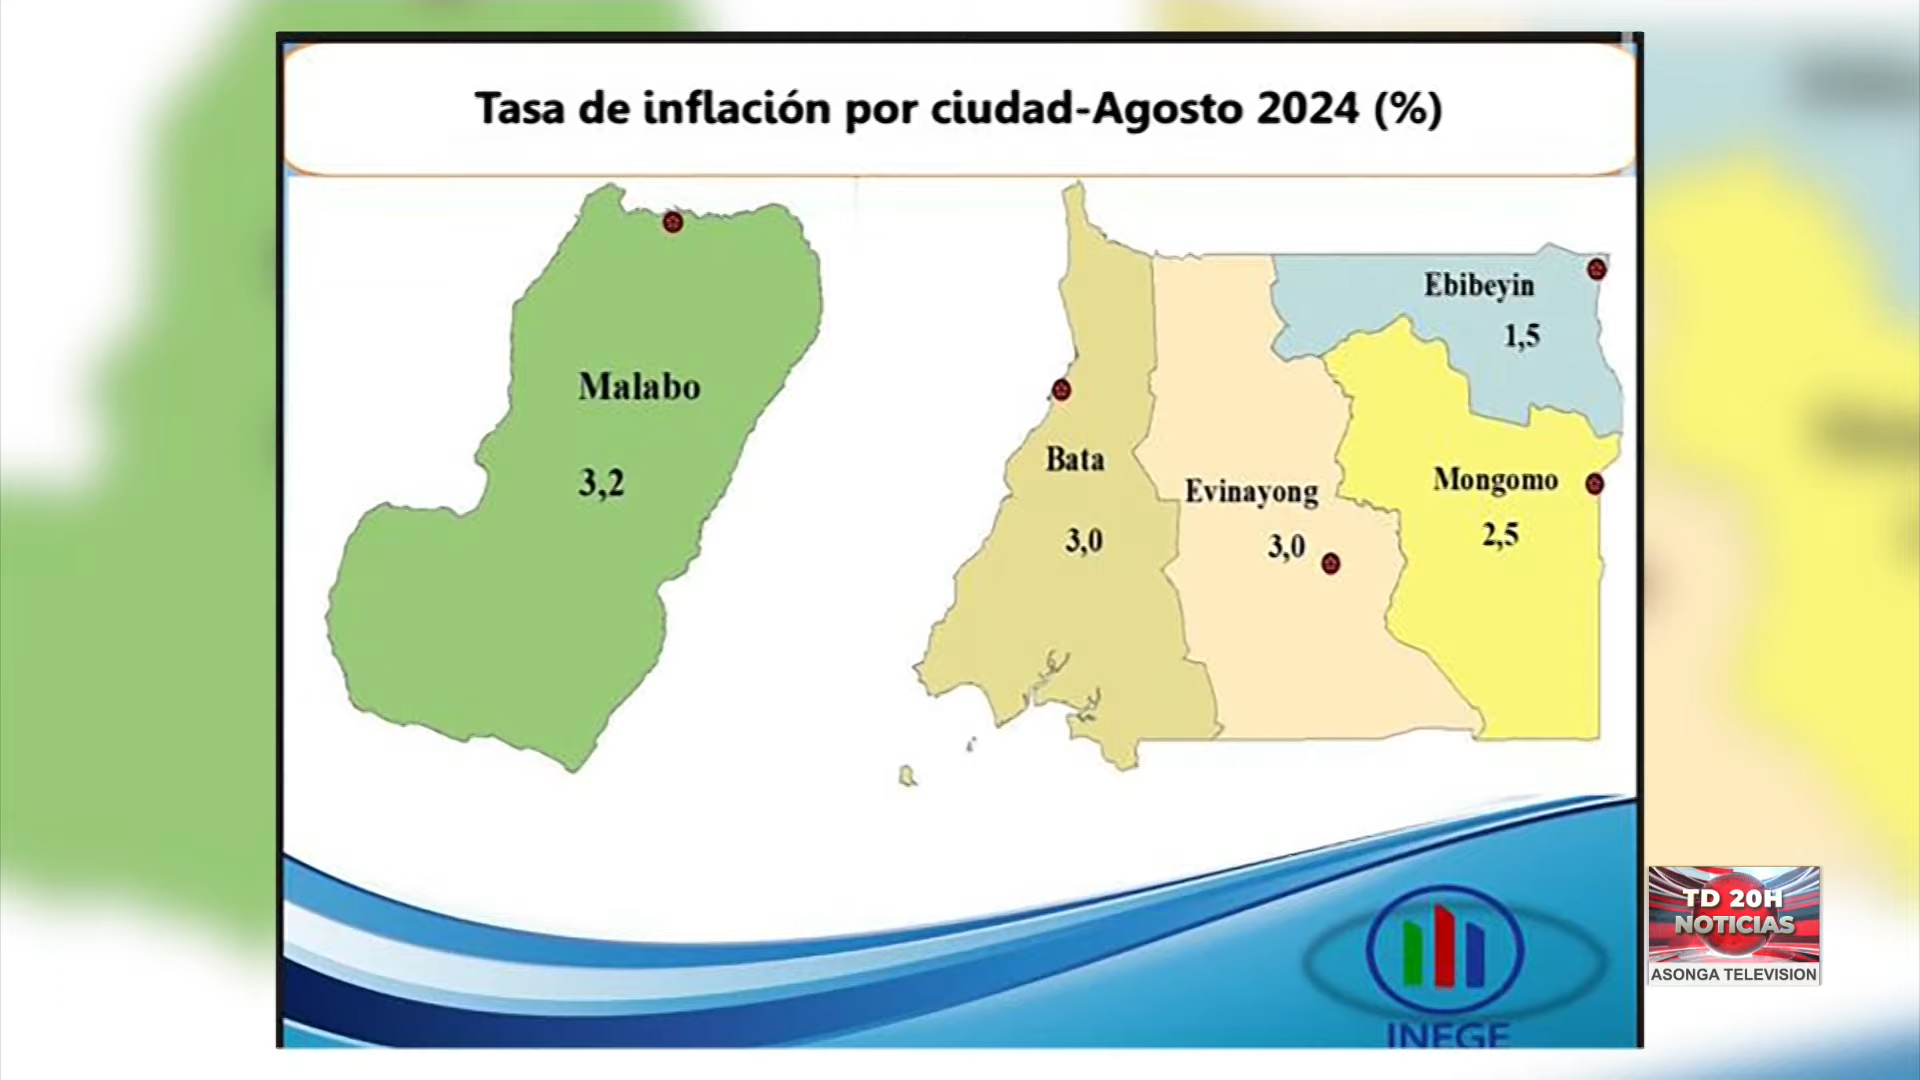 Tasa de inflación por ciudad-Agosto 2024 (%)
Malabo
3,2
Bata
3,0
Evinayong
3,0
Ebibeyin
1,5
Mongomo
2,5
INEGE
TD 20H
NOTICIAS
ASONGA TELEVISION